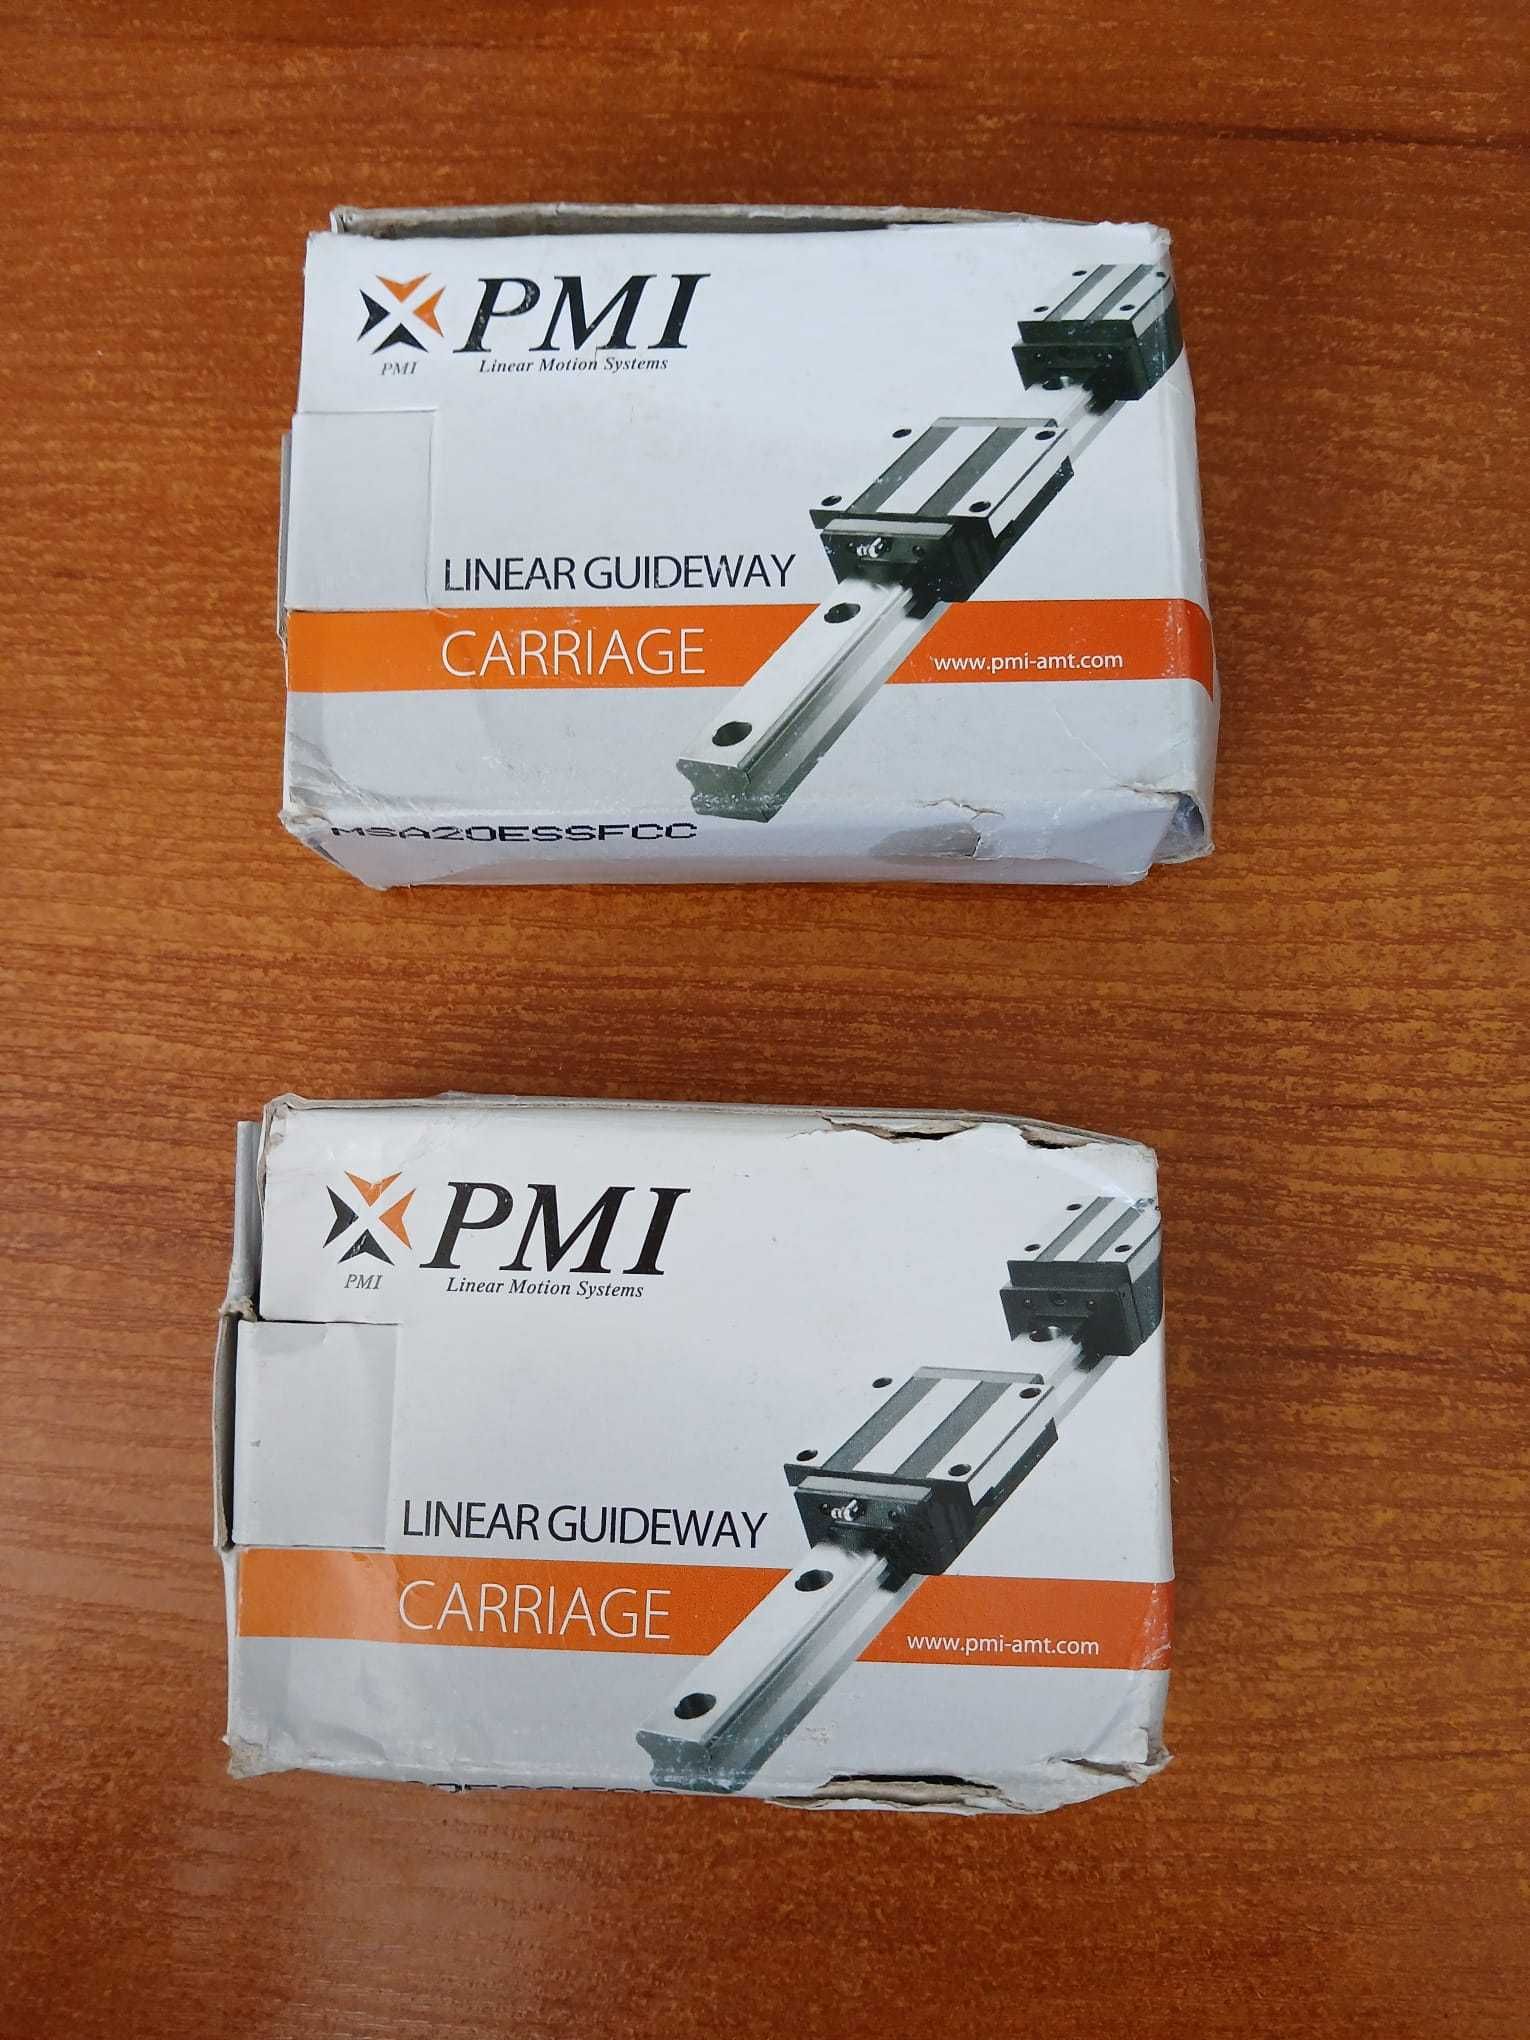 PMI
PMI
Linear Motion Systems
LINEAR GUIDEWAY
CARRIAGE
www.pmi-amt.com
MSA20ESSFCC
PMI
PMI
Linear Motion Systems
LINEAR GUIDEWAY
CARRIAGE
www.pmi-amt.com